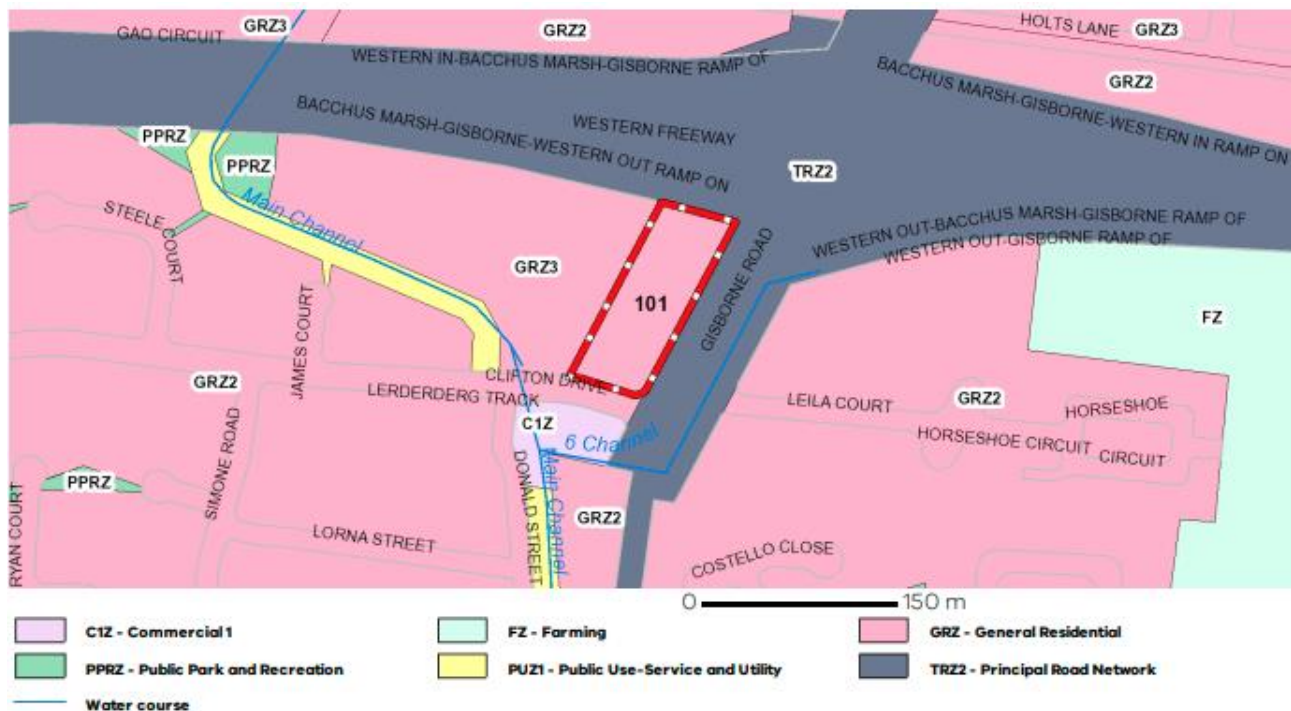 GRZ3
GRZ2
HOLTS LANE
GRZ3
GAO CIRCUIT
WESTERN IN-BACCHUS MARSH-GISBORNE RAMP OF
GRZ2
BACCHUS MARSH-GISBORNE-WESTERN IN RAMP ON
BACCHUS MARSH-GISBORNE-WESTERN OUT RAMP ON
WESTERN FREEWAY
PPRZ
PPRZ
TRZ2
Main Channel
STEELE COURT
WESTERN OUT-BACCHUS MARSH-GISBORNE RAMP OF
WESTERN OUT-GISBORNE RAMP OF
GRZ3
101
GISBORNE ROAD
FZ
JAMES COURT
CLIFTON DRIVE
GRZ2
LERDERDERG TRACK
LEILA COURT
GRZ2
HORSESHOE
C1Z
6 Channel
HORSESHOE CIRCUIT
CIRCUIT
SIMONE ROAD
PPRZ
DONALD STREET
Main Channel
GRZ2
RYAN COURT
LORNA STREET
COSTELLO CLOSE
0 150 m
C1Z - Commercial 1
FZ - Farming
GRZ - General Residential
PPRZ - Public Park and Recreation
PUZ1 - Public Use-Service and Utility
TRZ2 - Principal Road Network
Water course